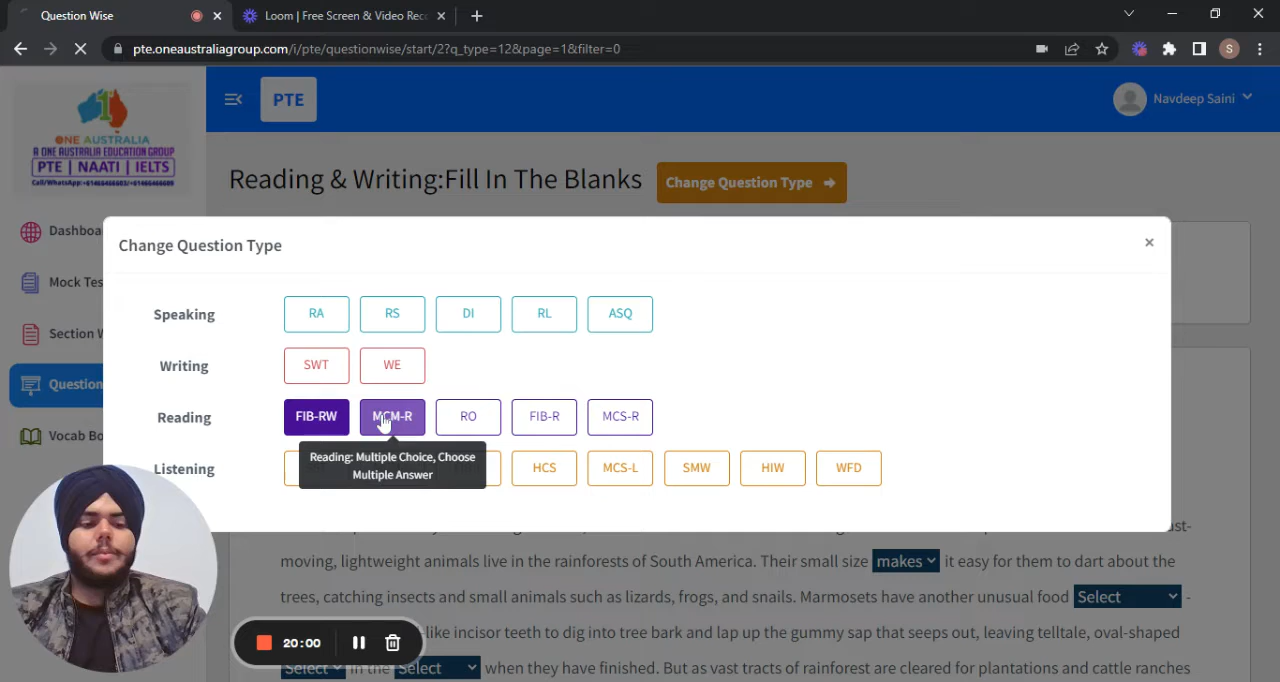 Question Wise
Loom | Free Screen & Video Rec
pte.oneaustraliagroup.com/i/pte/questionwise/start/2?q_type=12&page=1&filter=0
S
ONE AUSTRALIA
A ONE AUSTRALIA EDUCATION GROUP
PTE | NAATI | IELTS
PTE
Navdeep Saini
Reading & Writing:Fill In The Blanks
Change Question Type
Dashboa
Mock Tes
Section W
Question
Vocab Bo
Change Question Type
Speaking
RA
RS
DI
RL
ASQ
Writing
SWT
WE
Reading
FIB-RW
MCM-R
RO
FIB-R
MCS-R
Reading: Multiple Choice, Choose
Multiple Answer
Listening
HCS
MCS-L
SMW
HIW
WFD
ast-
moving, lightweight animals live in the rainforests of South America. Their small size makes it easy for them to dart about the
trees, catching insects and small animals such as lizards, frogs, and snails. Marmosets have another unusual food Select -
like incisor teeth to dig into tree bark and lap up the gummy sap that seeps out, leaving telltale, oval-shaped
Select in the Select when they have finished. But as vast tracts of rainforest are cleared for plantations and cattle ranches
20:00